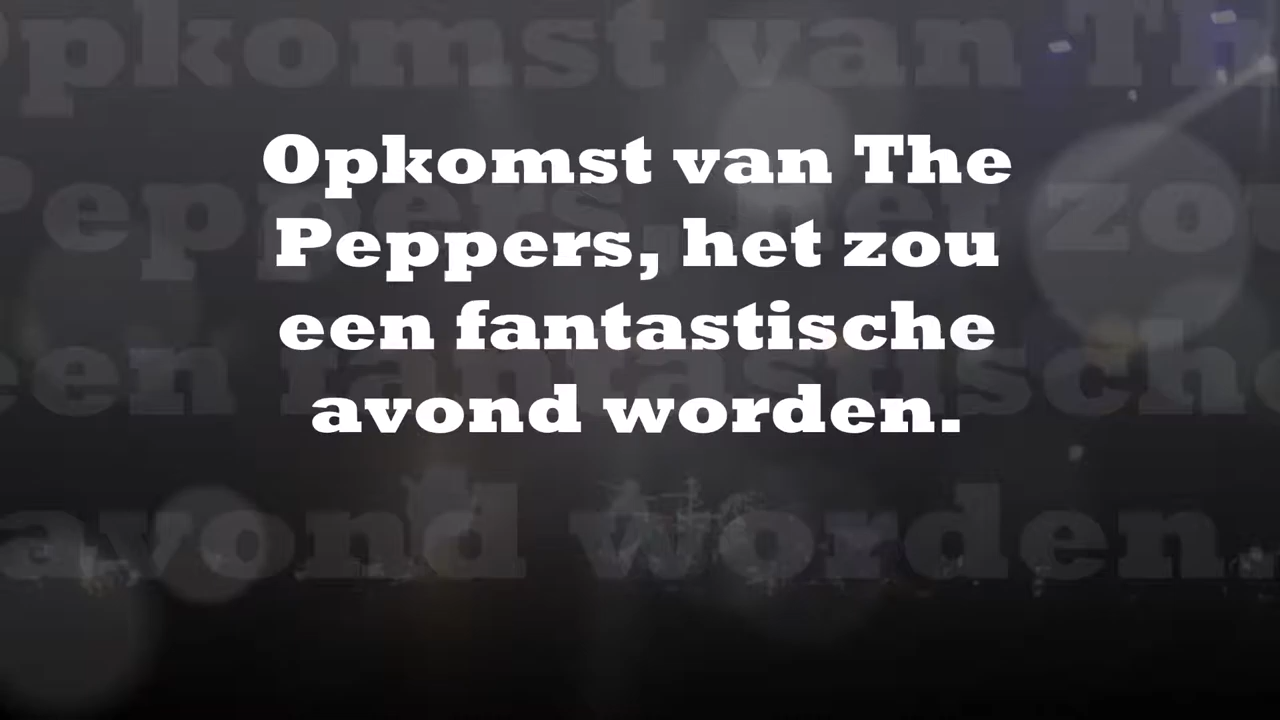 Opkomst van The
Peppers, het zou
een fantastische
avond worden.